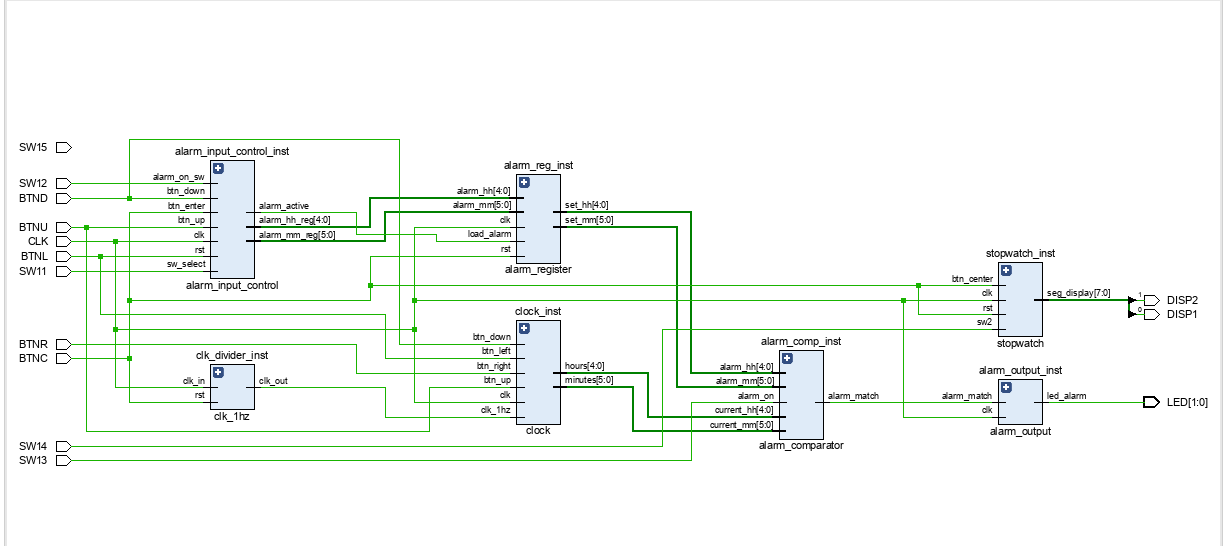 SW15
SW12
BTND
BTNU
CLK
BTNL
SW11
BTNR
BTNC
SW14
SW13
alarm_input_control_inst
alarm_on_sw
btn_down
btn_enter
btn_up
clk
rst
sw_select
alarm_active
alarm_hh_reg[4:0]
alarm_mm_reg[5:0]
alarm_input_control
clk_divider_inst
clk_in
rst
clk_out
clk_1hz
alarm_reg_inst
alarm_hh[4:0]
alarm_mm[5:0]
clk
load_alarm
rst
set_hh[4:0]
set_mm[5:0]
alarm_register
clock_inst
btn_down
btn_left
btn_right
btn_up
clk
clk_1hz
hours[4:0]
minutes[5:0]
clock
alarm_comp_inst
alarm_hh[4:0]
alarm_mm[5:0]
alarm_on
current_hh[4:0]
current_mm[5:0]
alarm_match
alarm_comparator
stopwatch_inst
btn_center
clk
rst
sw2
seg_display[7:0]
stopwatch
1
0
DISP2
DISP1
alarm_output_inst
alarm_match
clk
led_alarm
alarm_output
LED[1:0]